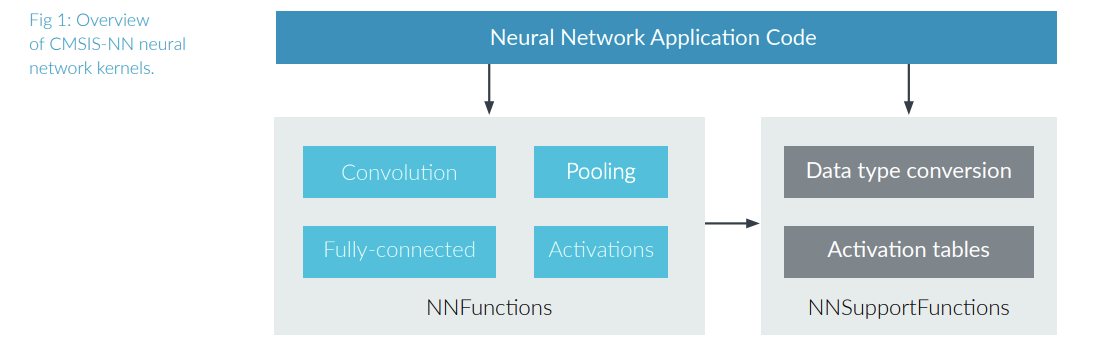 Fig 1: Overview
of CMSIS-NN neural
network kernels.
Neural Network Application Code
Convolution
Pooling
Fully-connected
Activations
NNFunctions
Data type conversion
Activation tables
NNSupportFunctions